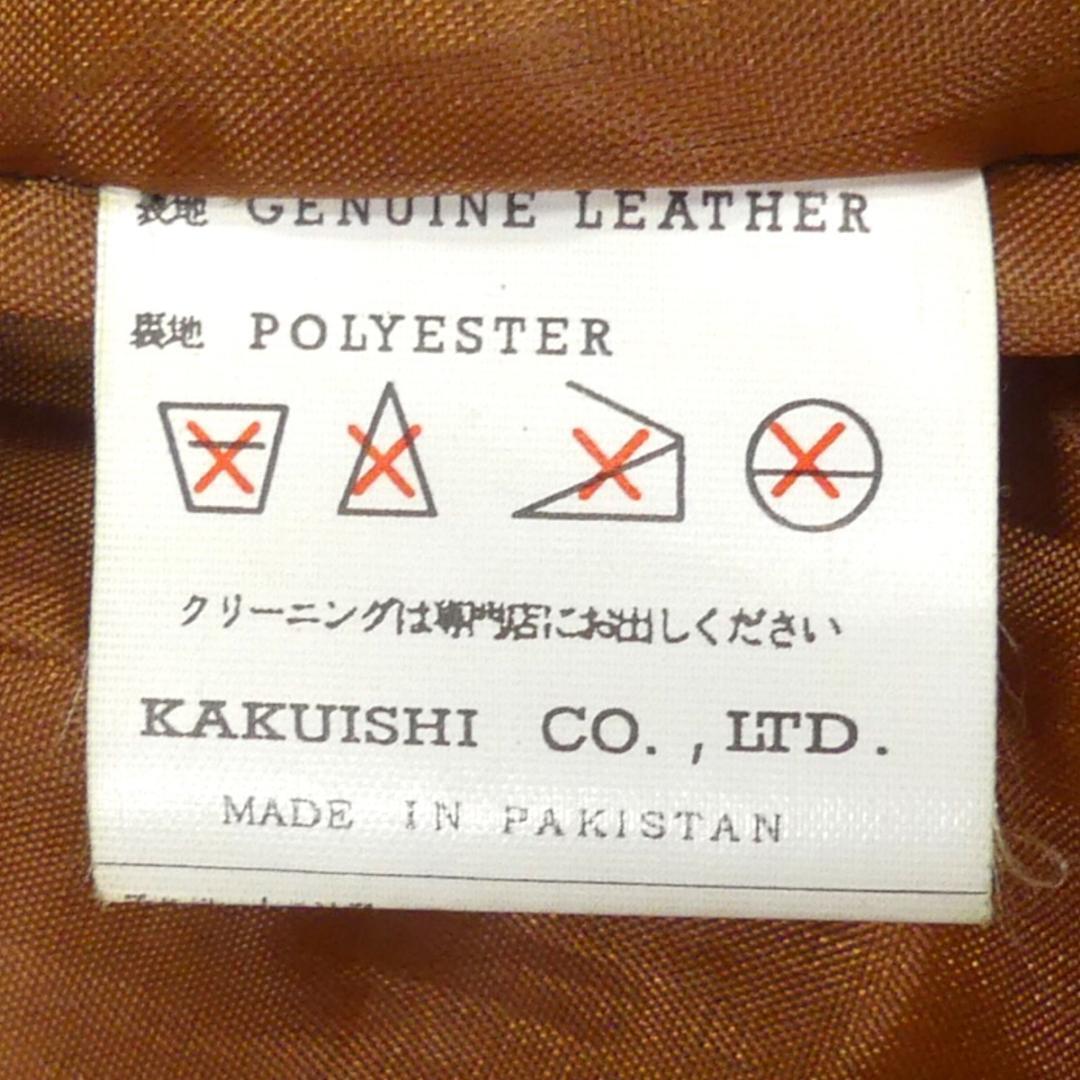 表地 GENUINE LEATHER
裏地 POLYESTER
クリーニングは専門店にお出しください
KAKUISHI CO., LTD.
MADE IN PAKISTAN